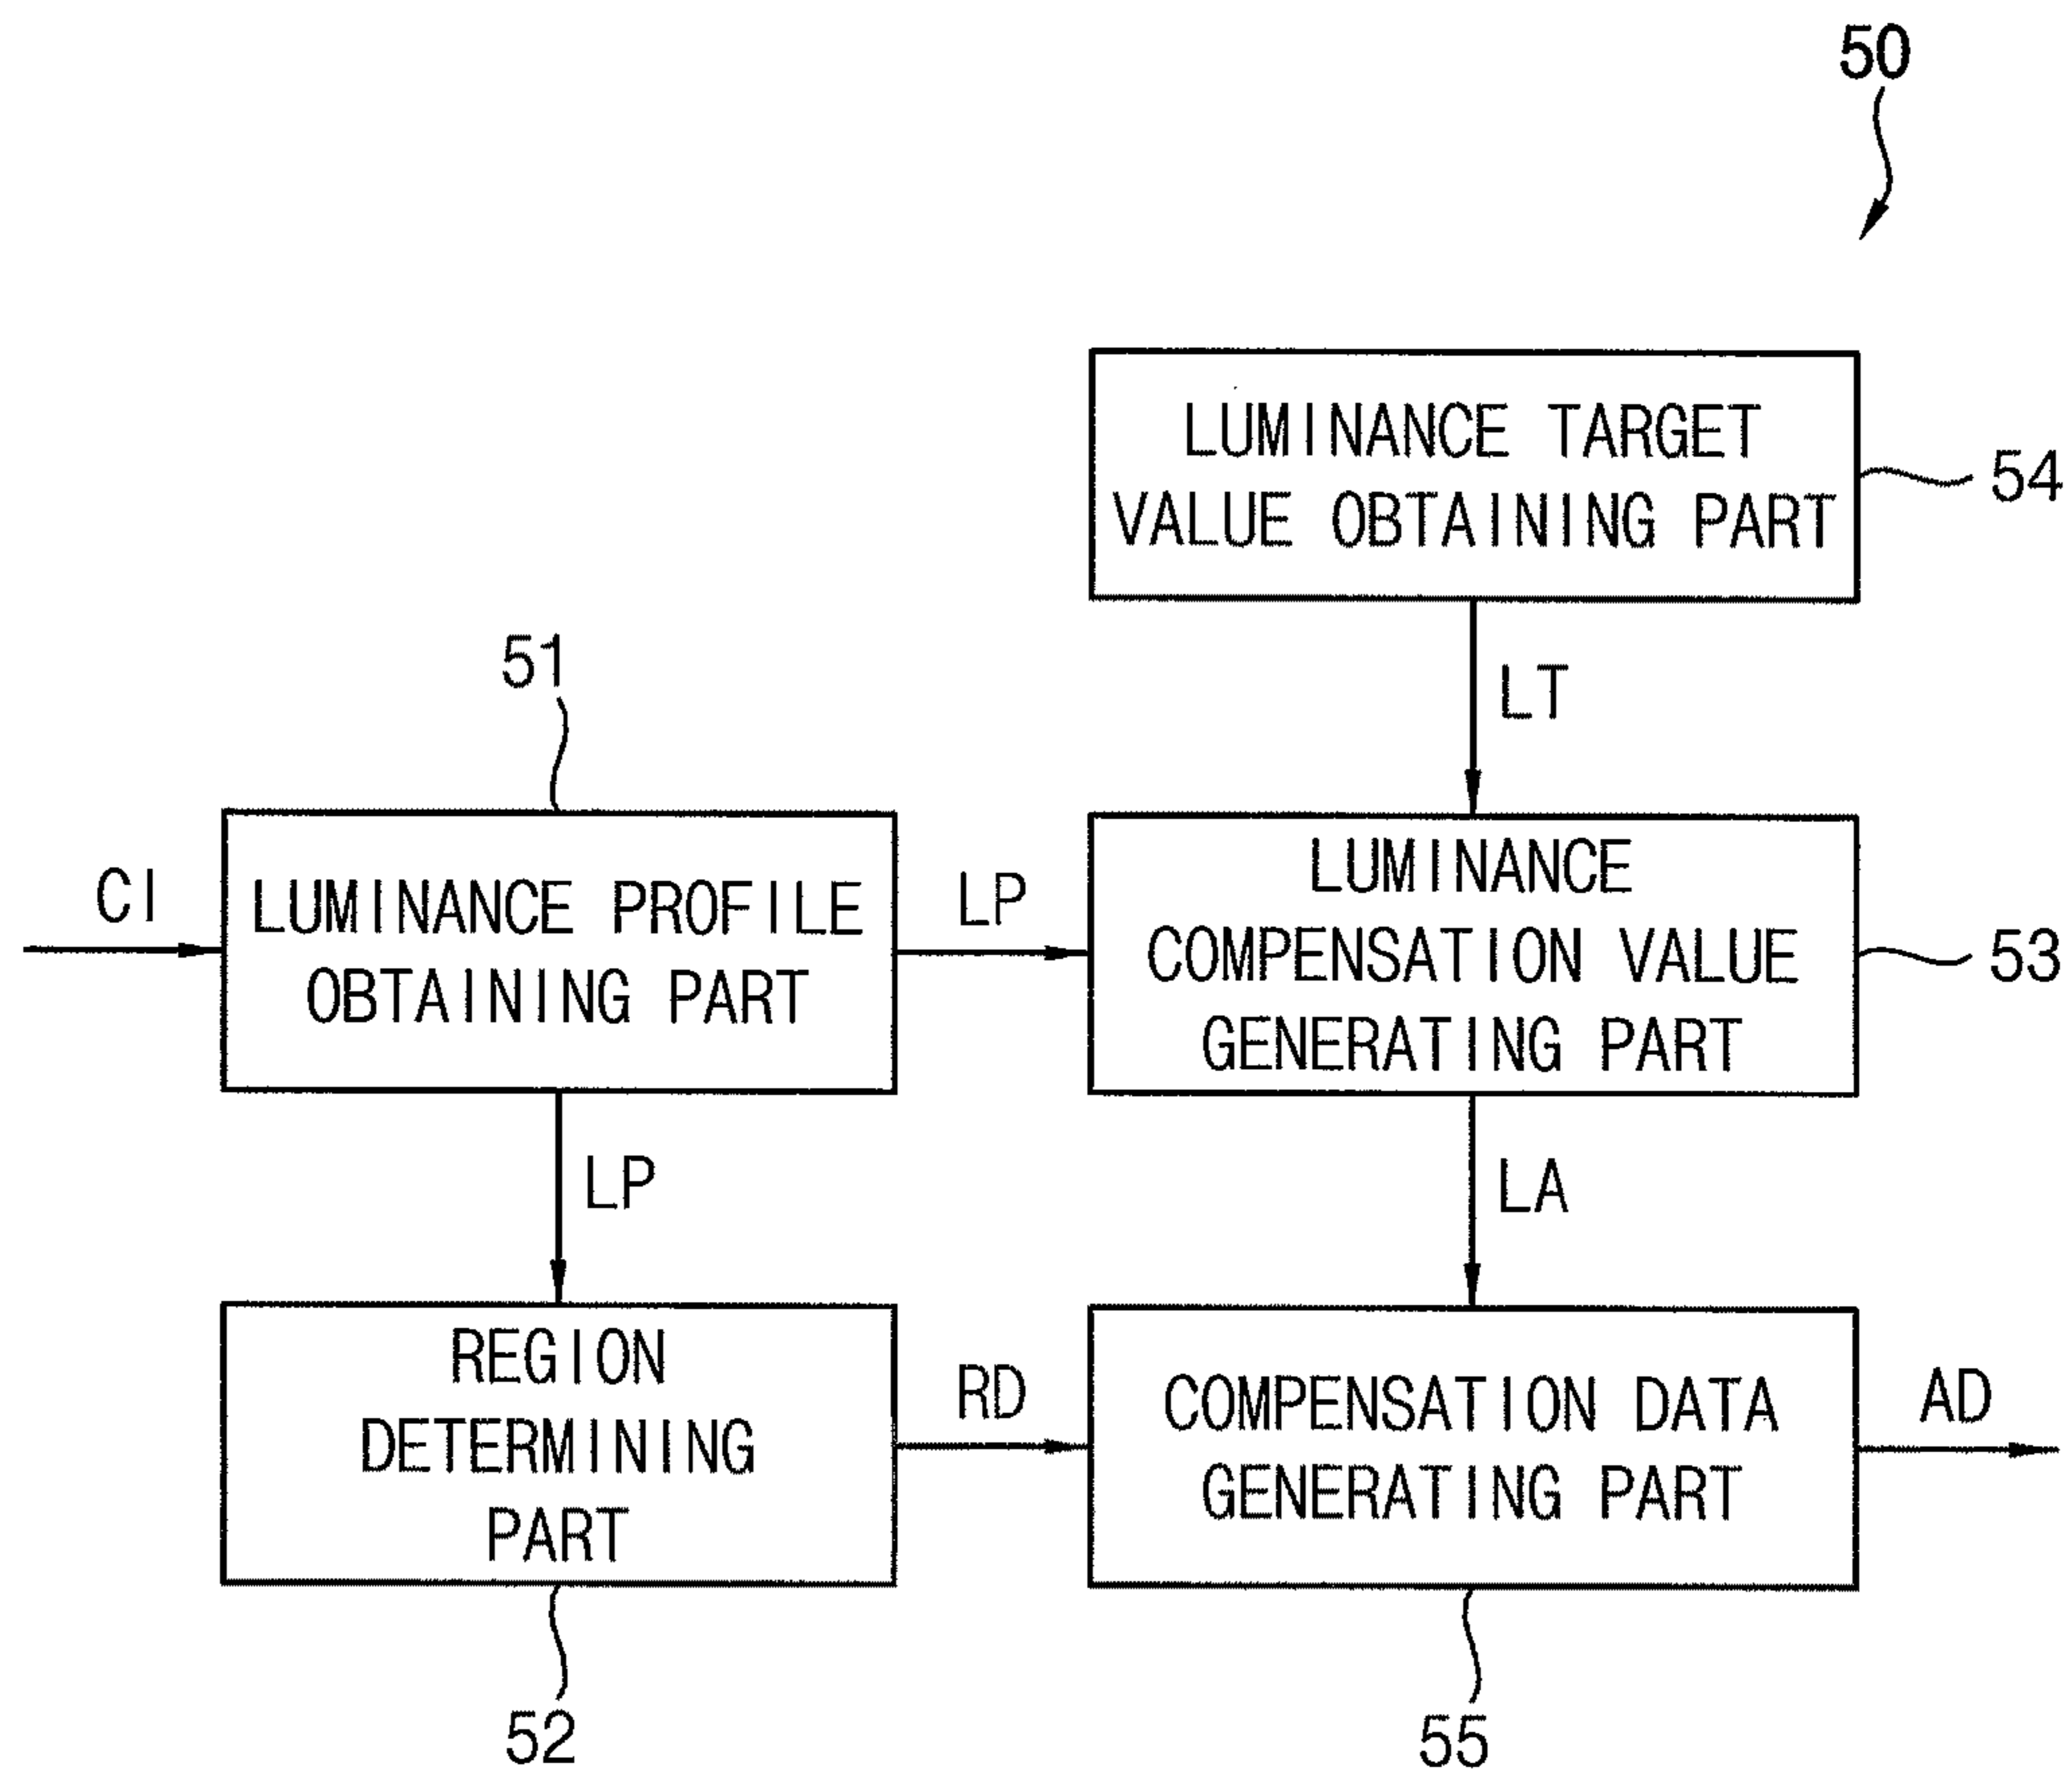 50
LUMINANCE TARGET
VALUE OBTAINING PART
54
LT
51
CI
LUMINANCE PROFILE
OBTAINING PART
LP
LUMINANCE
COMPENSATION VALUE
GENERATING PART
53
LP
LA
REGION
DETERMINING
PART
RD
COMPENSATION DATA
GENERATING PART
AD
52
55